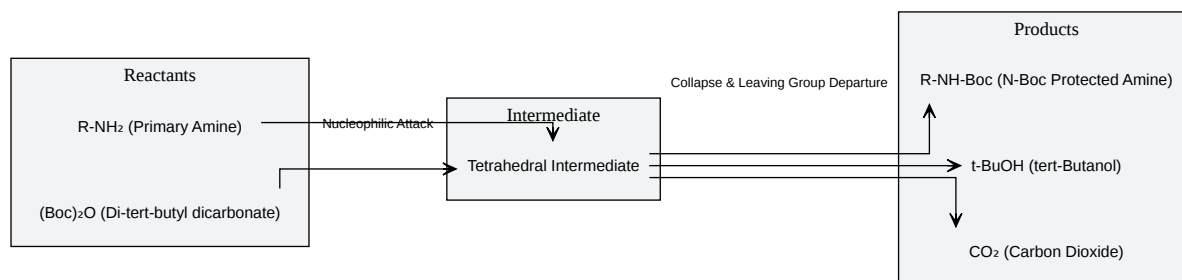 Reactants
R-NH₂ (Primary Amine)
(Boc)₂O (Di-tert-butyl dicarbonate)
Nucleophilic Attack
Intermediate
Tetrahedral Intermediate
Collapse & Leaving Group Departure
Products
R-NH-Boc (N-Boc Protected Amine)
t-BuOH (tert-Butanol)
CO₂ (Carbon Dioxide)